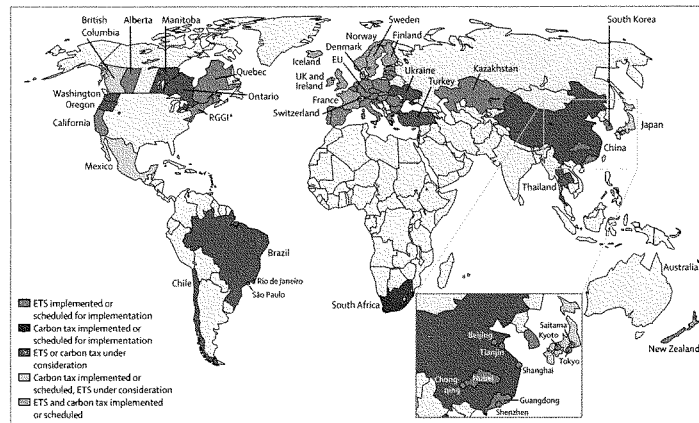 British
Columbia
Alberta
Manitoba
Sweden
Norway
Finland
Denmark
EU
Iceland
UK and
Ireland
Ukraine
Turkey
Kazakhstan
South Korea
Quebec
Ontario
Washington
Oregon
California
RGGI*
France
Switzerland
Japan
China
Mexico
Thailand
Brazil
Rio de Janeiro
São Paulo
Chile
South Africa
Australia
New Zealand
ETS implemented or
scheduled for implementation
Carbon tax implemented or
scheduled for implementation
ETS or carbon tax under
consideration
Carbon tax implemented or
scheduled, ETS under consideration
ETS and carbon tax implemented
or scheduled
Beijing
Tianjin
Saitama
Kyoto
Tokyo
Shanghai
Chong-
qing
Hubei
Guangdong
Shenzhen